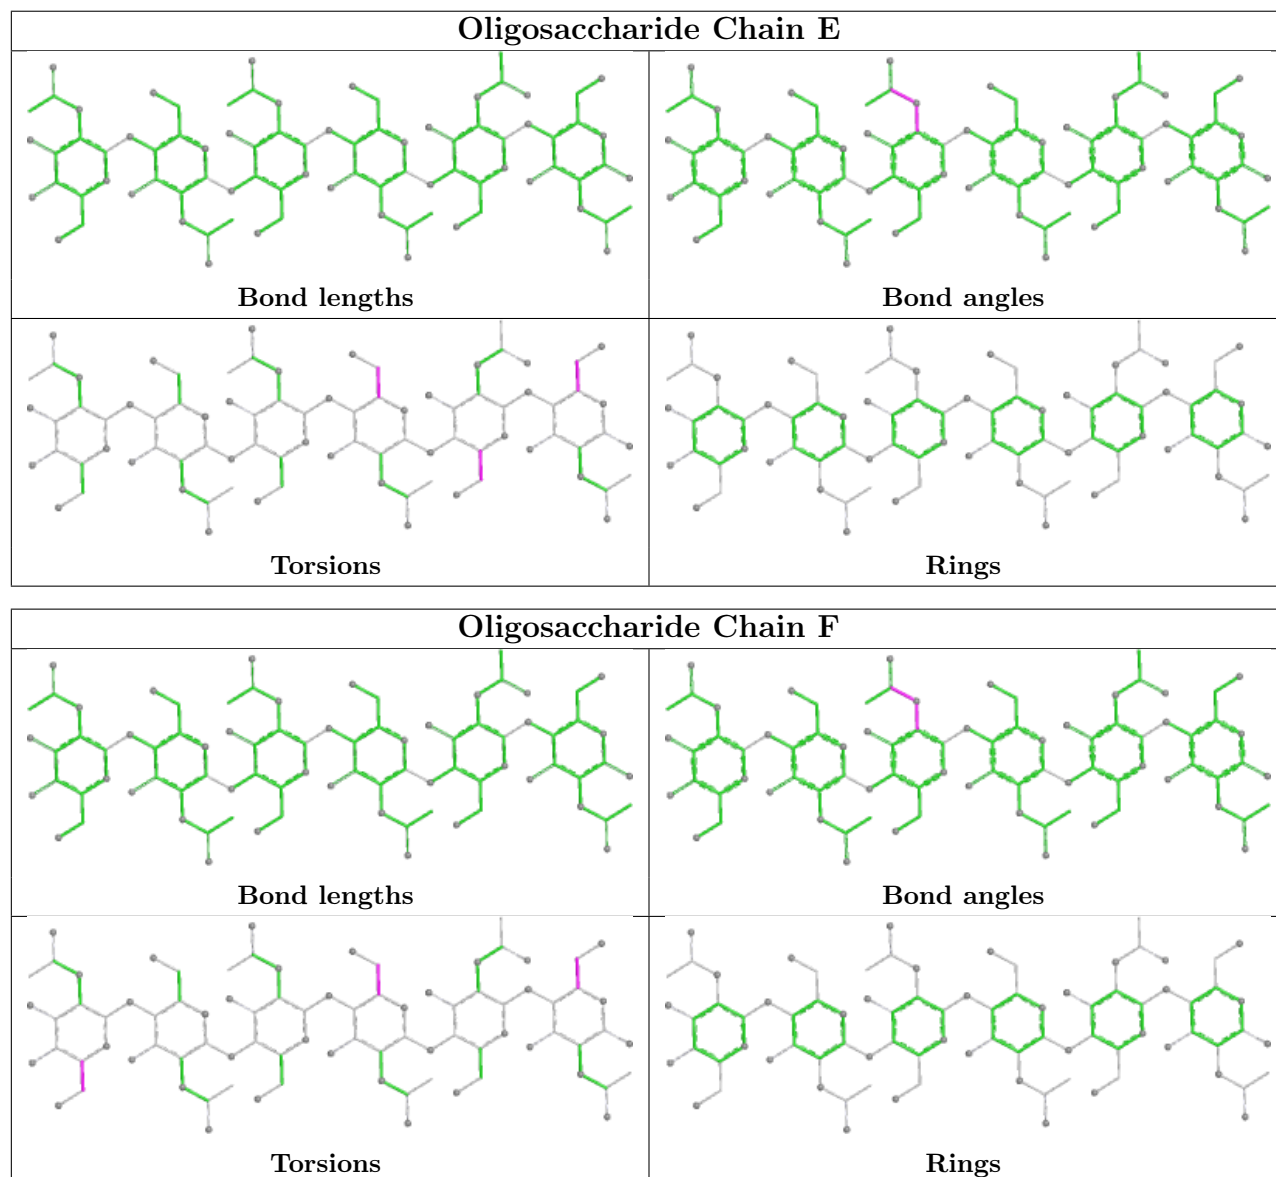 Oligosaccharide Chain E
Bond lengths
Bond angles
Torsions
Rings
Oligosaccharide Chain F
Bond lengths
Bond angles
Torsions
Rings